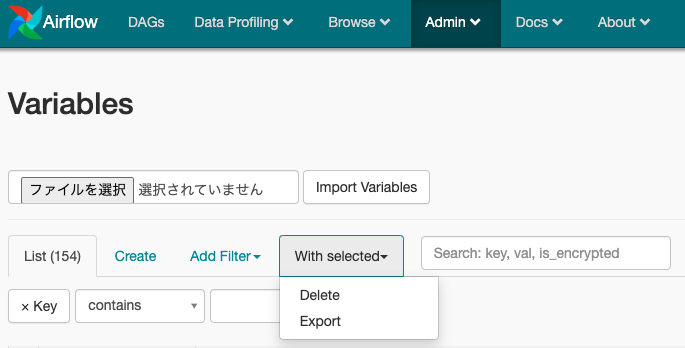 Airflow DAGs Data Profiling Browse Admin Docs About
Variables
ファイルを選択 選択されていません Import Variables
List (154) Create Add Filter With selected Search: key, val, is_encrypted
× Key contains
Delete
Export